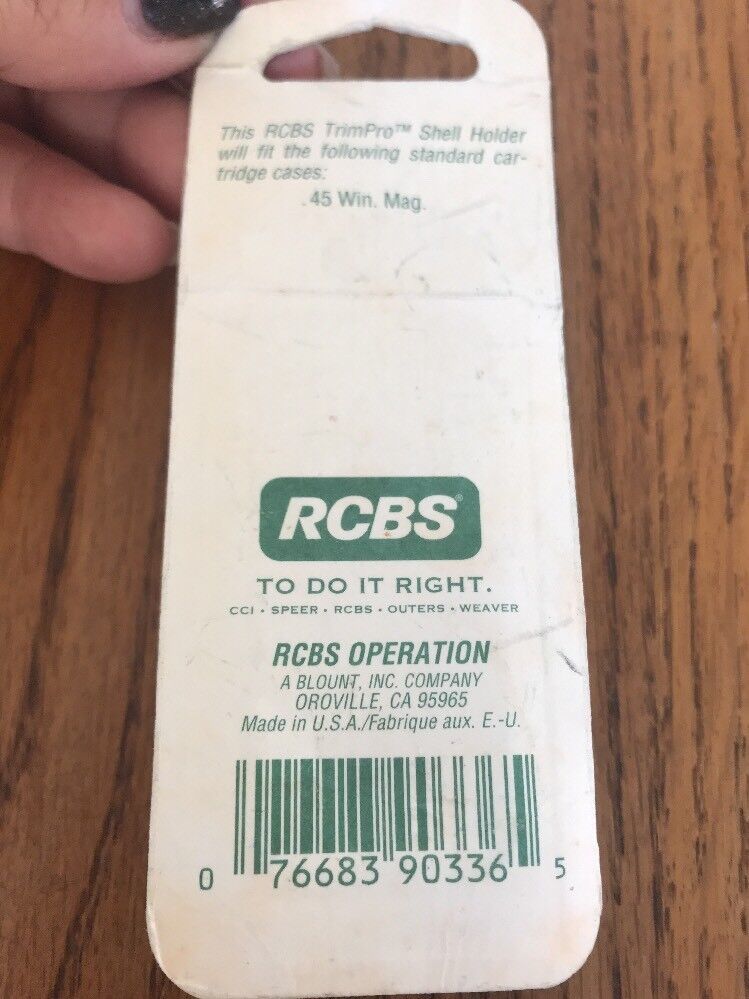 This RCBS TrimPro™ Shell Holder
will fit the following standard car-
tridge cases:
.45 Win. Mag.
RCBS®
TO DO IT RIGHT.
CCI • SPEER • RCBS • OUTERS • WEAVER
RCBS OPERATION
A BLOUNT, INC. COMPANY
OROVILLE, CA 95965
Made in U.S.A./Fabrique aux. E.-U.
0 76683 90336 5